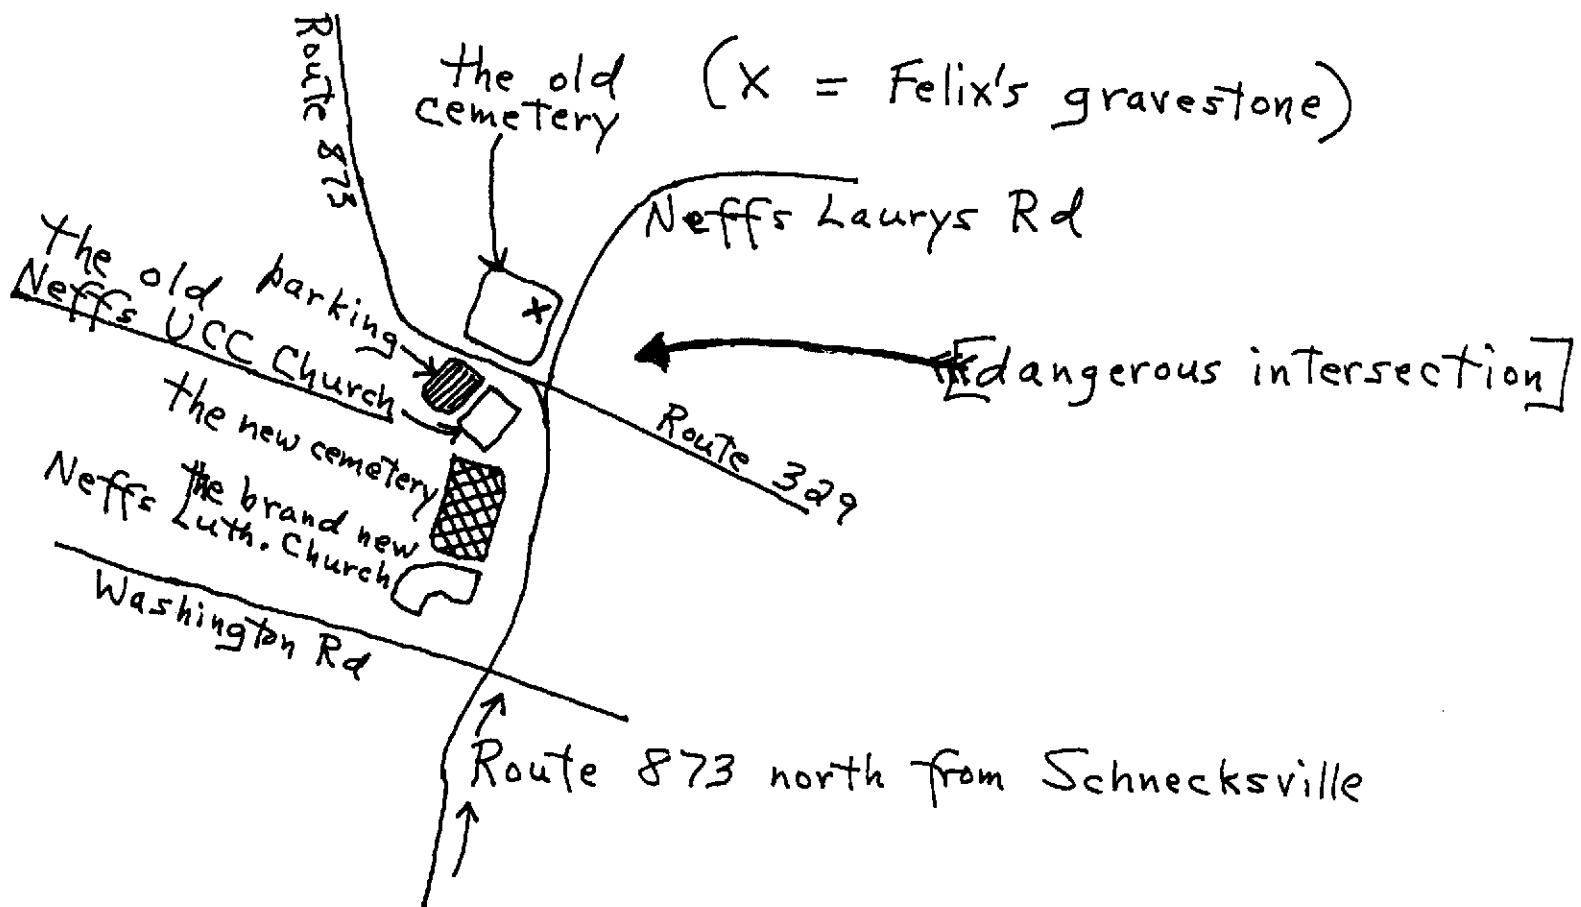 Route 873
the old
cemetery
(X = Felix's gravestone)
Neffs Laurys Rd
X
the old
Neffs UCC Church
parking
[dangerous intersection]
the new cemetery
Route 329
the brand new
Neffs Luth. Church
Washington Rd
Route 873 north from Schnecksville